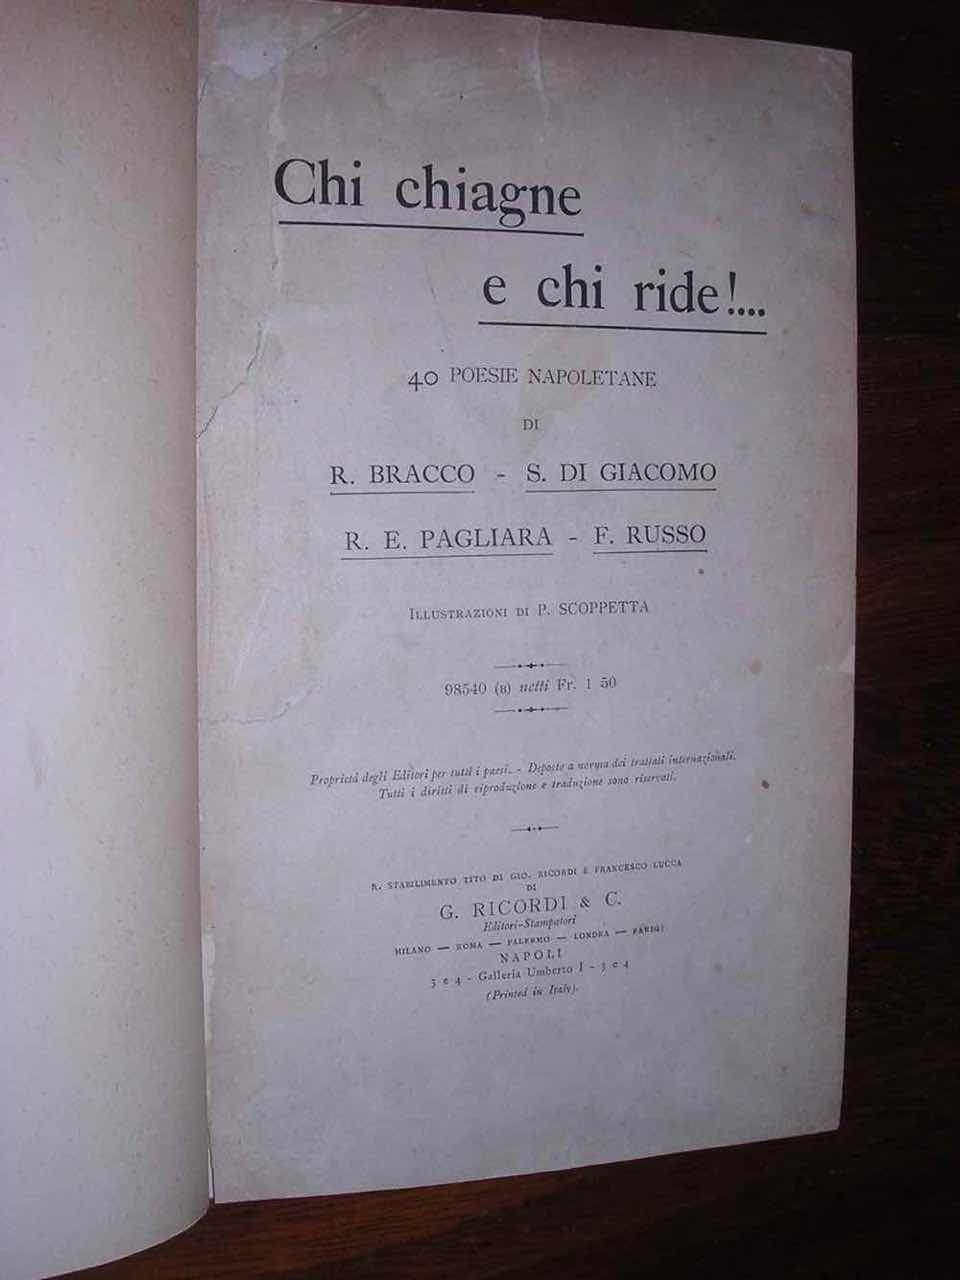 Chi chiagne
e chi ride!....
40 POESIE NAPOLETANE
DI
R. BRACCO - S. DI GIACOMO
R. E. PAGLIARA - F. RUSSO
ILLUSTRAZIONI DI P. SCOPPETTA
98540 (B) netti Fr. 1 50
Proprietà degli Editori per tutti i paesi. - Deposto a norma dei trattati internazionali.
Tutti i diritti di riproduzione e traduzione sono riservati.
R. STABILIMENTO TITO DI GIO. RICORDI E FRANCESCO LUCCA
DI
G. RICORDI & C.
Editori-Stampatori
MILANO — ROMA — PALERMO — LONDRA — PARIGI
NAPOLI
3 e 4 - Galleria Umberto I - 3 e 4
(Printed in Italy).